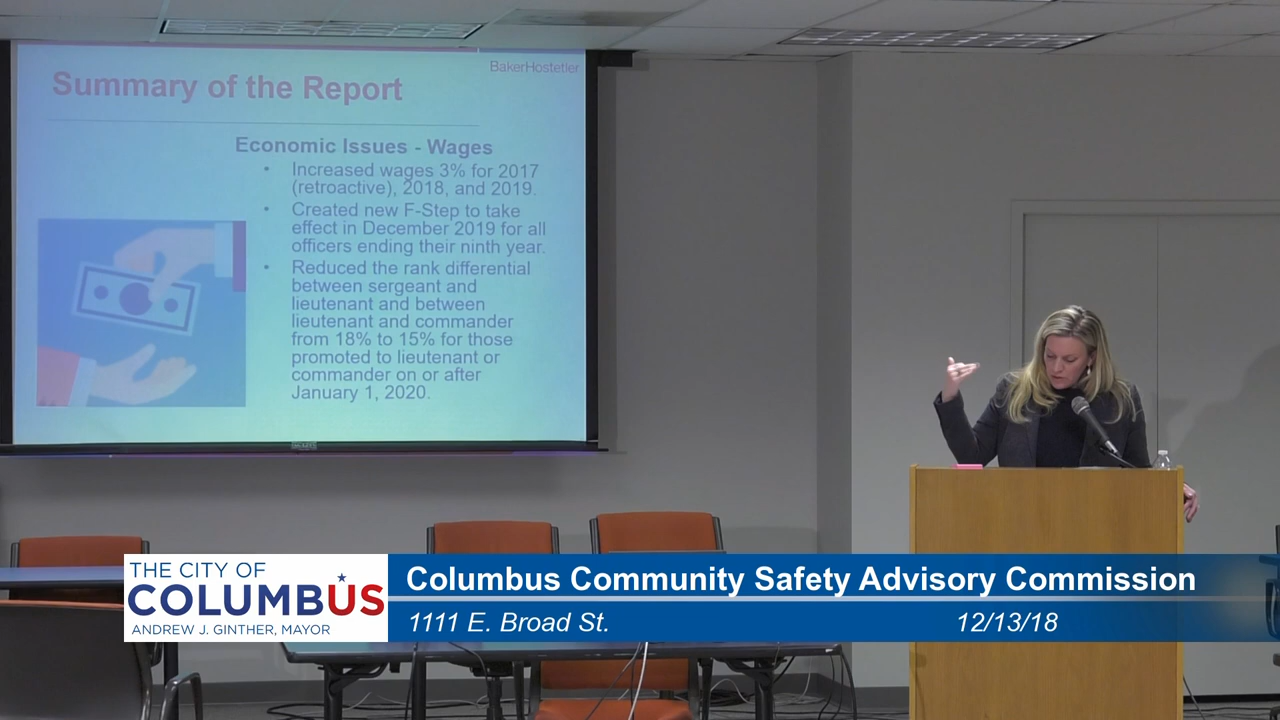 BakerHostetler
Summary of the Report
Economic Issues - Wages
• Increased wages 3% for 2017
(retroactive), 2018, and 2019.
• Created new F-Step to take
effect in December 2019 for all
officers ending their ninth year.
• Reduced the rank differential
between sergeant and
lieutenant and between
lieutenant and commander
from 18% to 15% for those
promoted to lieutenant or
commander on or after
January 1, 2020.
THE CITY OF
COLUMBUS
ANDREW J. GINTHER, MAYOR
Columbus Community Safety Advisory Commission
1111 E. Broad St. 12/13/18